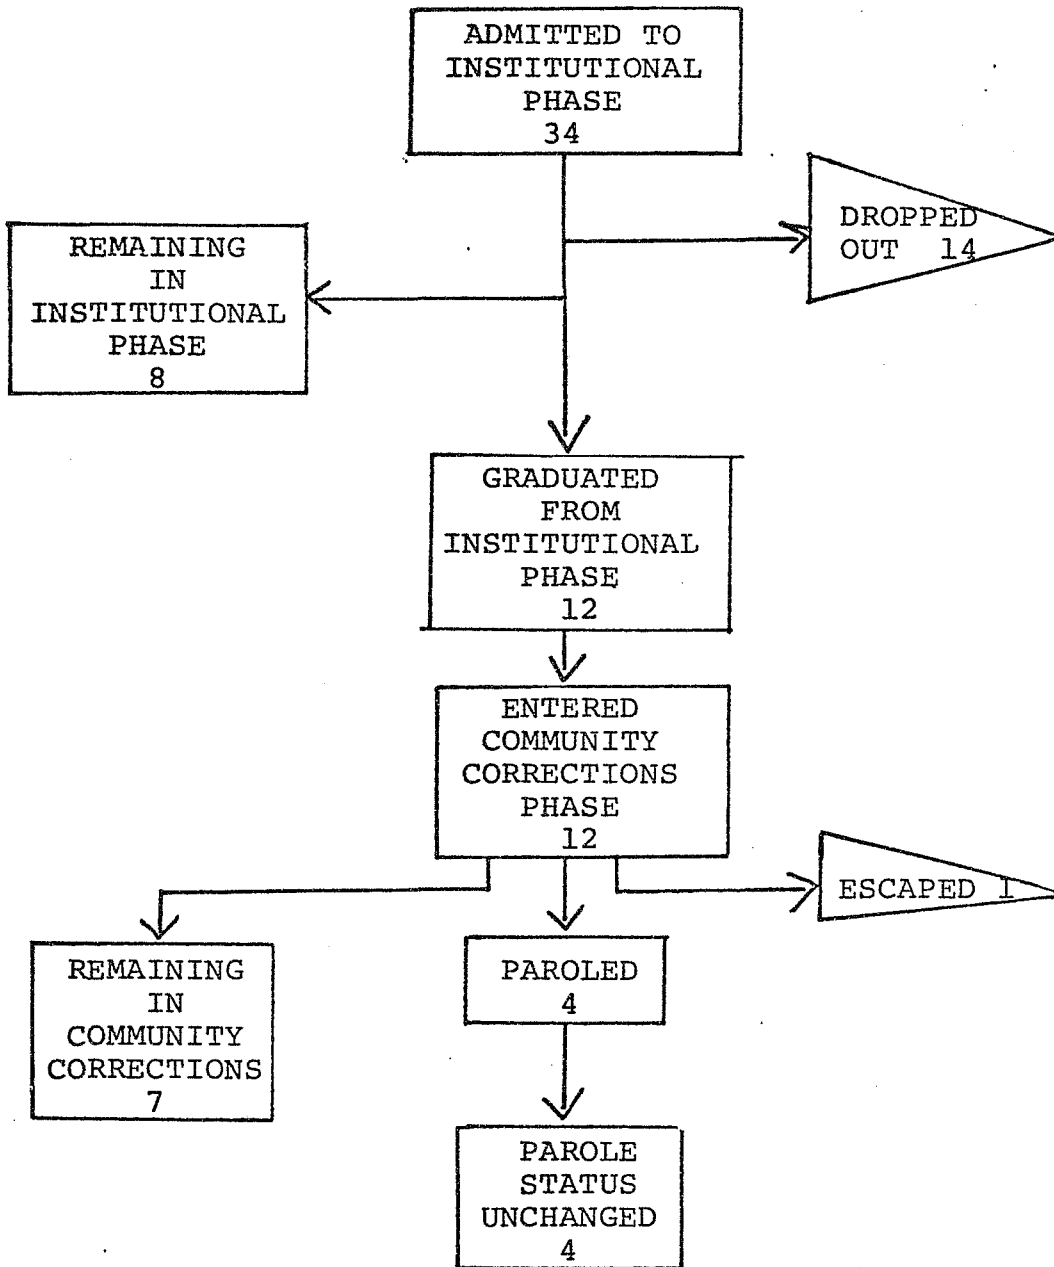 ADMITTED TO
INSTITUTIONAL
PHASE
34
DROPPED
OUT 14
REMAINING
IN
INSTITUTIONAL
PHASE
8
GRADUATED
FROM
INSTITUTIONAL
PHASE
12
ENTERED
COMMUNITY
CORRECTIONS
PHASE
12
ESCAPED 1
REMAINING
IN
COMMUNITY
CORRECTIONS
7
PAROLED
4
PAROLE
STATUS
UNCHANGED
4